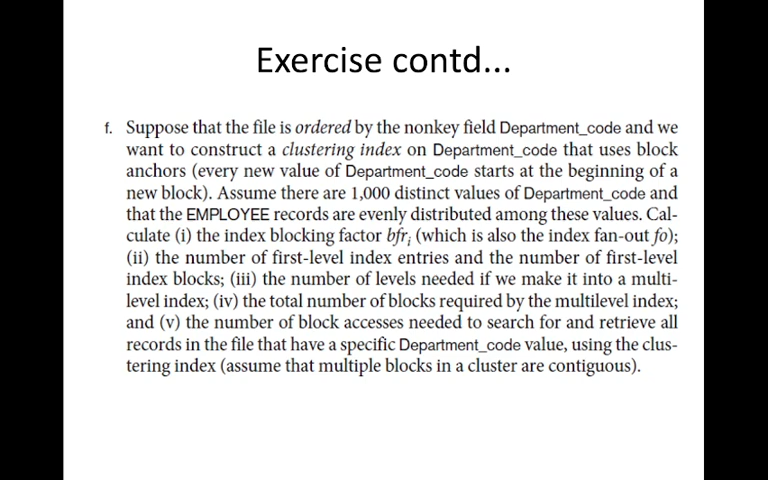 Exercise contd...
f. Suppose that the file is ordered by the nonkey field Department_code and we
want to construct a clustering index on Department_code that uses block
anchors (every new value of Department_code starts at the beginning of a
new block). Assume there are 1,000 distinct values of Department_code and
that the EMPLOYEE records are evenly distributed among these values. Cal-
culate (i) the index blocking factor bfri (which is also the index fan-out fo);
(ii) the number of first-level index entries and the number of first-level
index blocks; (iii) the number of levels needed if we make it into a multi-
level index; (iv) the total number of blocks required by the multilevel index;
and (v) the number of block accesses needed to search for and retrieve all
records in the file that have a specific Department_code value, using the clus-
tering index (assume that multiple blocks in a cluster are contiguous).